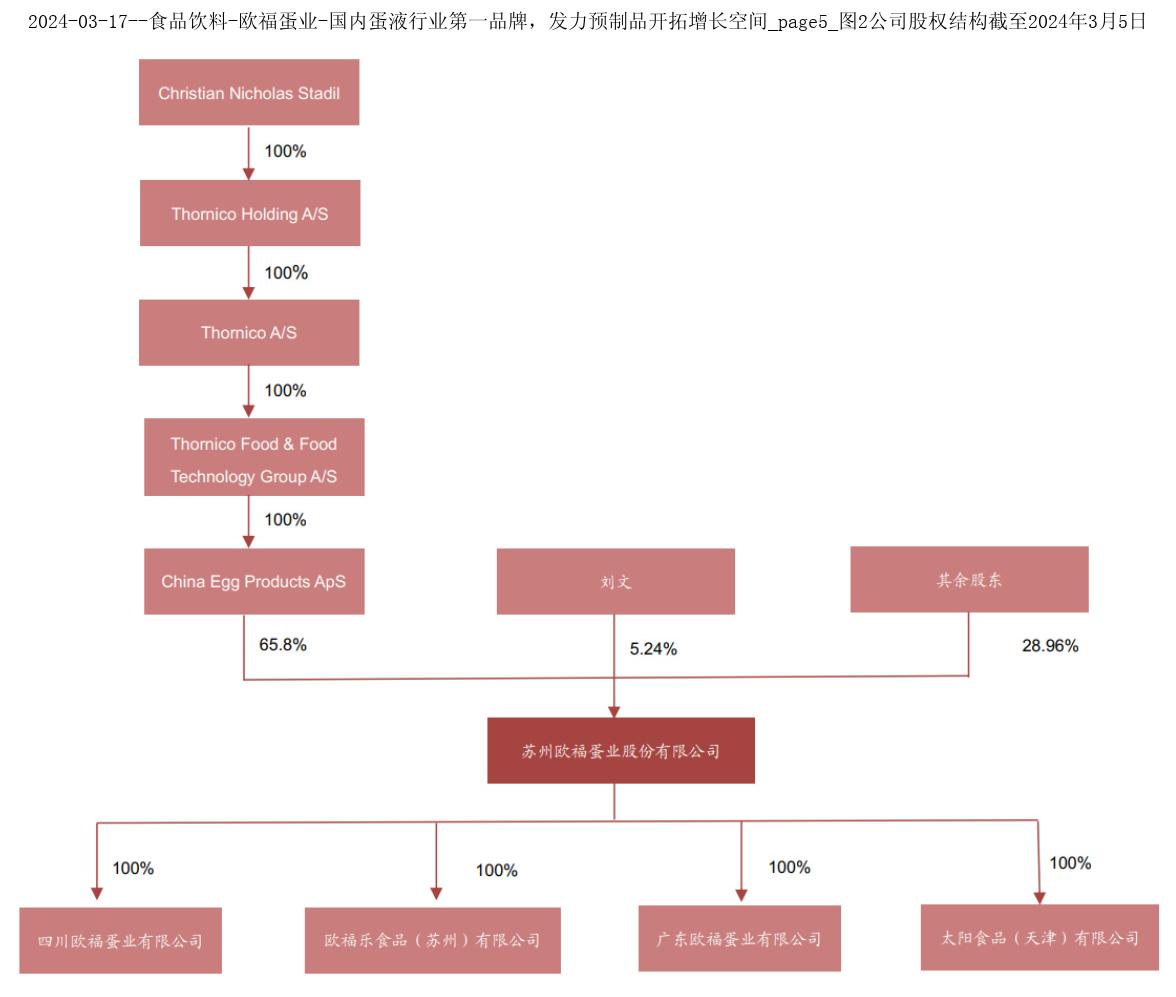 2024-03-17--食品饮料-欧福蛋业-国内蛋液行业第一品牌，发力预制品开拓增长空间_page5_图2公司股权结构截至2024年3月5日
Christian Nicholas Stadil
100%
Thornico Holding A/S
100%
Thornico A/S
100%
Thornico Food & Food
Technology Group A/S
100%
China Egg Products ApS
刘文
其余股东
65.8%
5.24%
28.96%
苏州欧福蛋业股份有限公司
100%
100%
100%
100%
四川欧福蛋业有限公司
欧福乐食品（苏州）有限公司
广东欧福蛋业有限公司
太阳食品（天津）有限公司